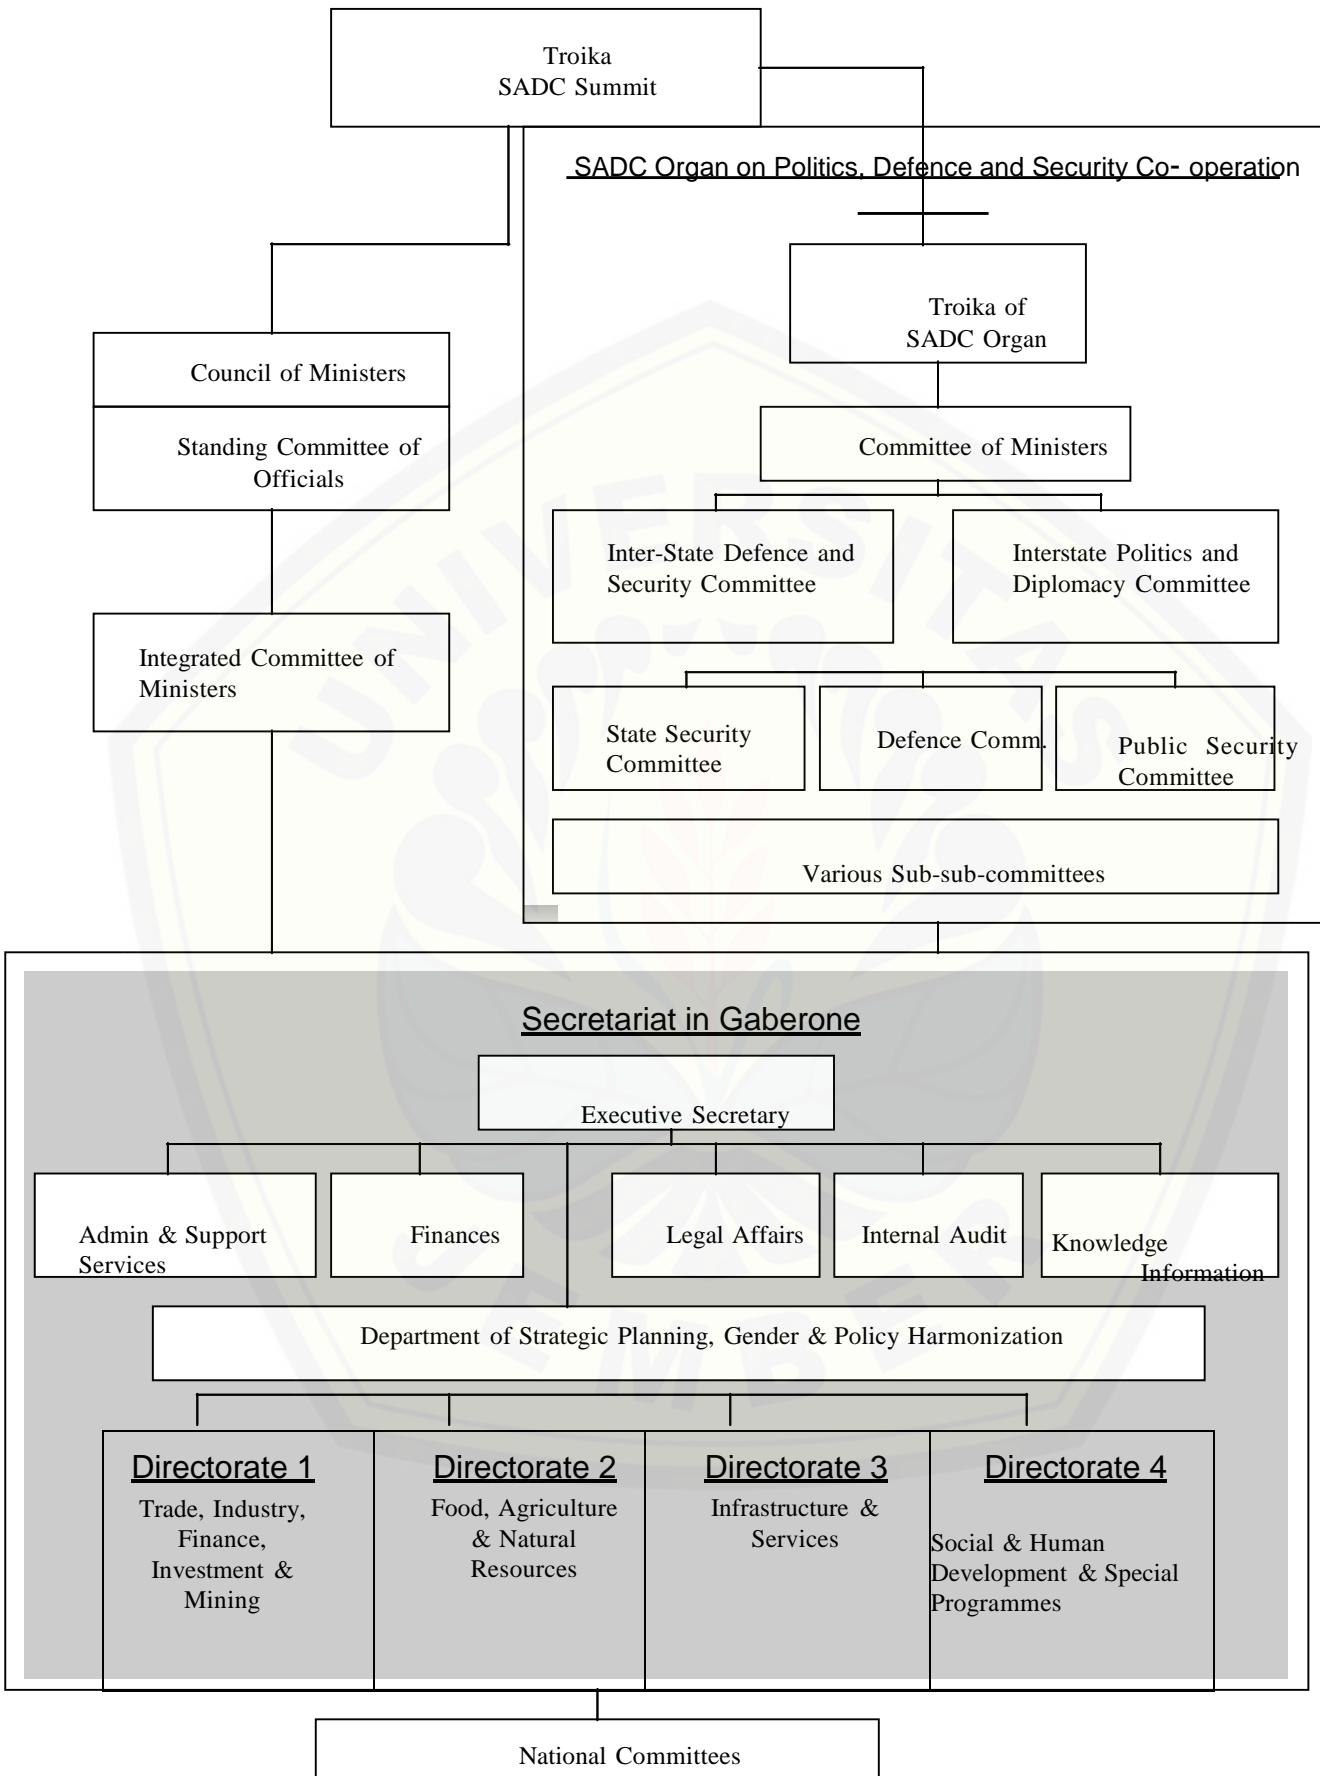 Troika
SADC Summit
SADC Organ on Politics, Defence and Security Co- operation
Troika of
SADC Organ
Council of Ministers
Standing Committee of
Officials
Committee of Ministers
Inter-State Defence and
Security Committee
Interstate Politics and
Diplomacy Committee
Integrated Committee of
Ministers
State Security
Committee
Defence Comm.
Public Security
Committee
Various Sub-sub-committees
Secretariat in Gaberone
Executive Secretary
Admin & Support
Services
Finances
Legal Affairs
Internal Audit
Knowledge
Information
Department of Strategic Planning, Gender & Policy Harmonization
Directorate 1
Trade, Industry,
Finance,
Investment &
Mining
Directorate 2
Food, Agriculture
& Natural
Resources
Directorate 3
Infrastructure &
Services
Directorate 4
Social & Human
Development & Special
Programmes
National Committees
UNIVERSITAS
JEMBER